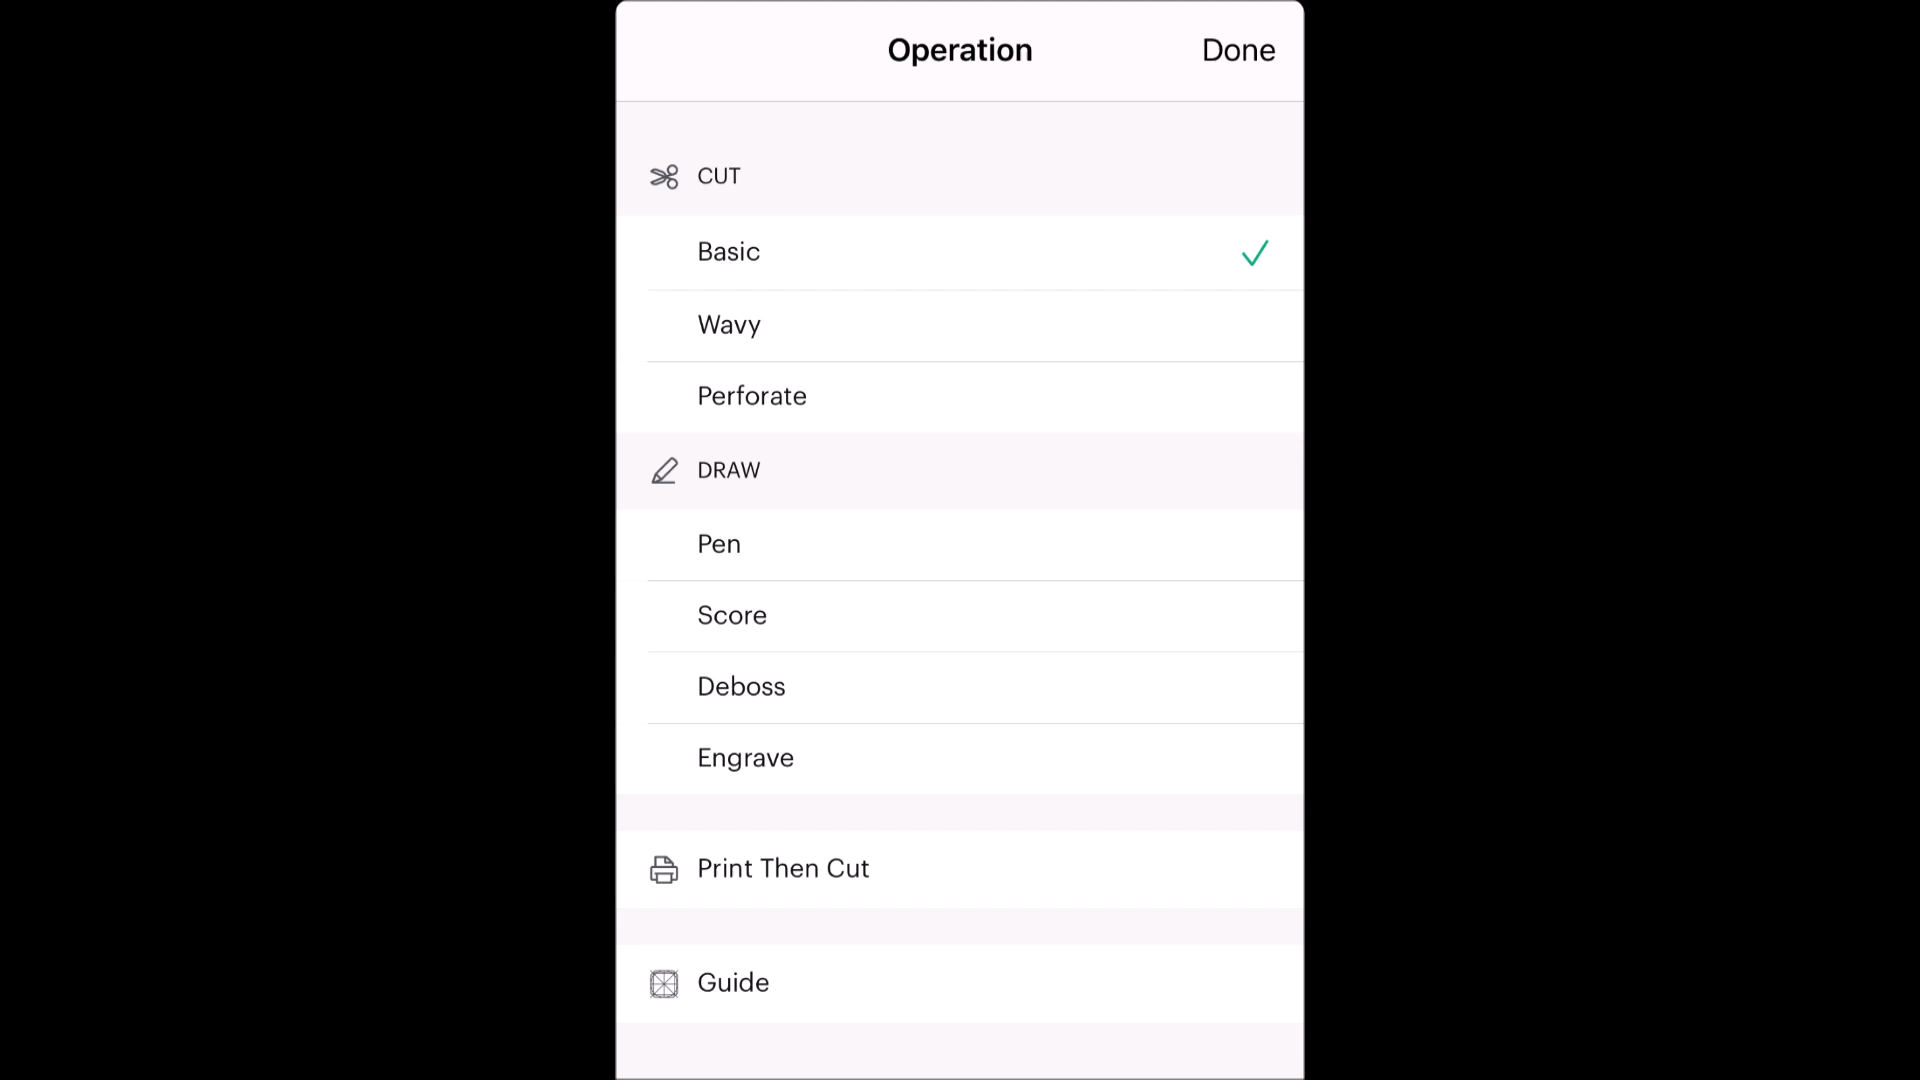 Operation
Done
CUT
Basic
Wavy
Perforate
DRAW
Pen
Score
Deboss
Engrave
Print Then Cut
Guide